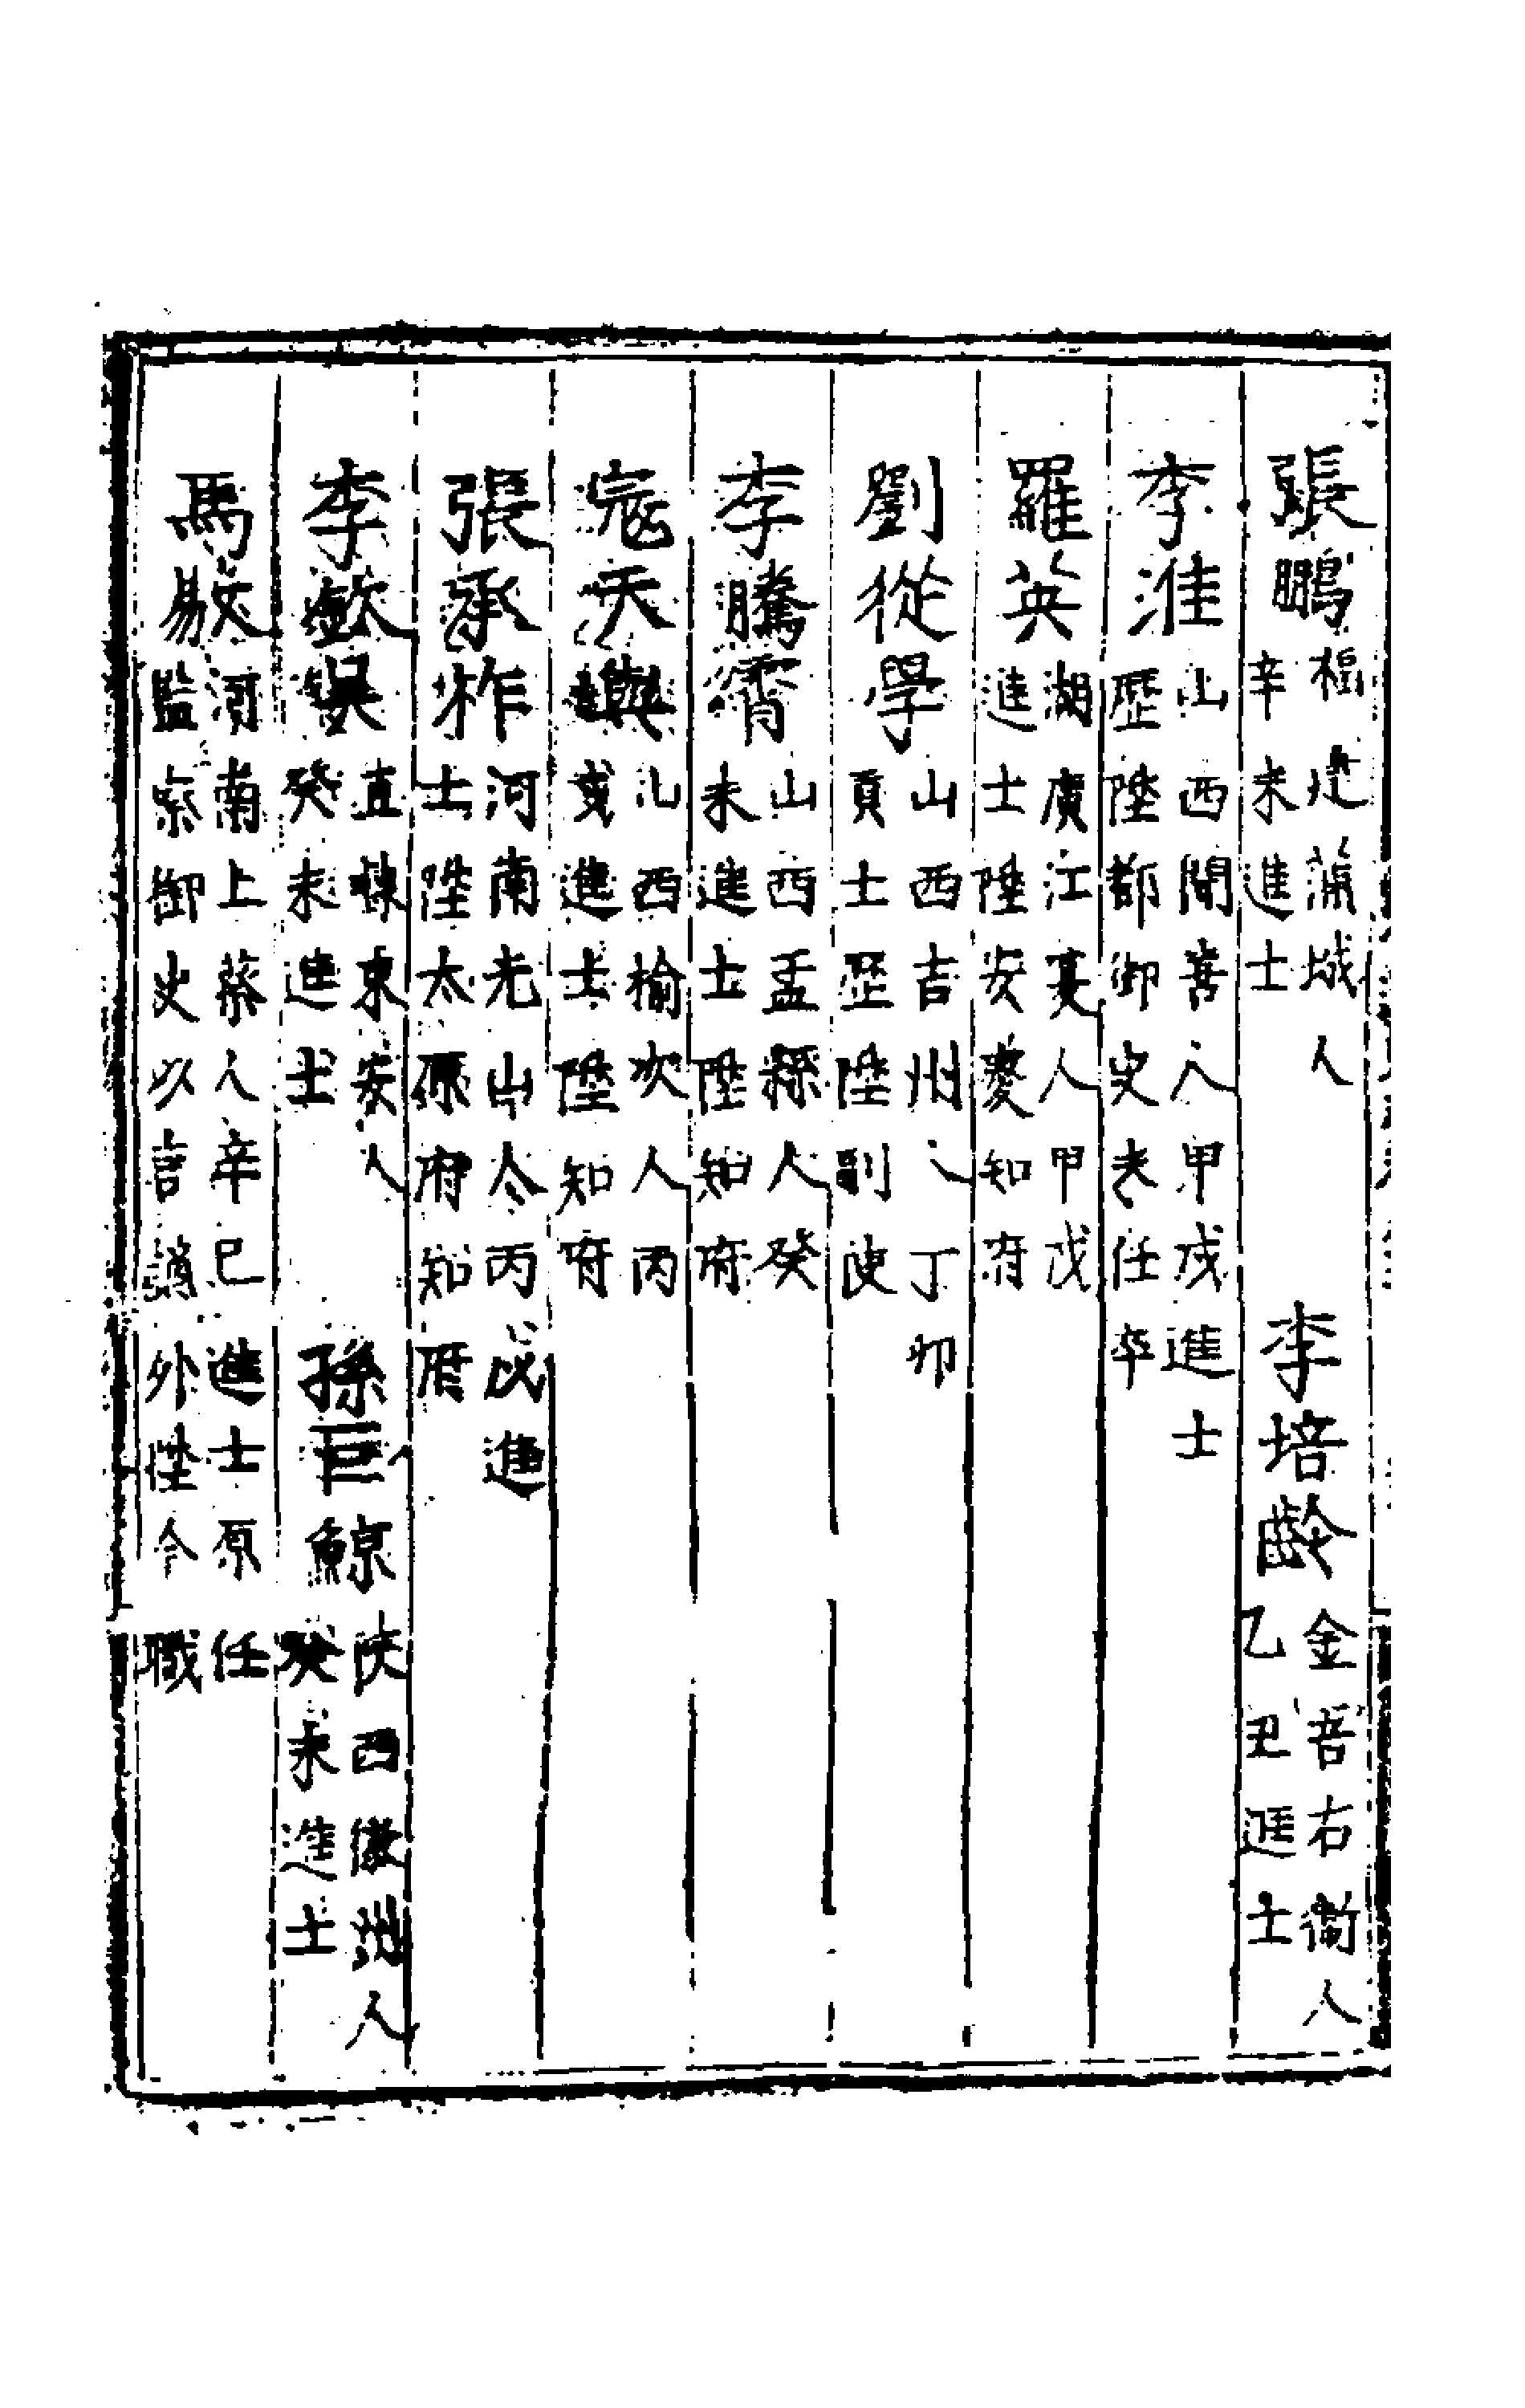 張鵬 福建蒲城人辛未進士 李培齡 金吾右衛人乙丑進士
李淮 山西聞喜人甲戌進士歷陞都御史未任卒
羅英 湖廣江夏人甲戌進士陞安慶知府
劉從學 山西吉州人丁卯貢士歷陞副使
李騰霄 山西盂縣人癸未進士陞知府
寇天與 山西榆次人丙戌進士陞知府
張承祚 河南光山人丙戌進士陞太原府知府
李欽昊 直隸東安人癸未進士 孫巨鯨 陝西徽州人癸未進士
馬敭 河南上蔡人辛巳進士原任監察御史以言謫外陞今職